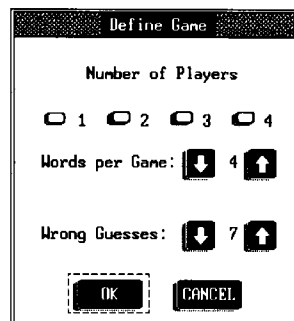 Define Game
Number of Players
1 2 3 4
Words per Game: 4
Wrong Guesses: 7
OK CANCEL